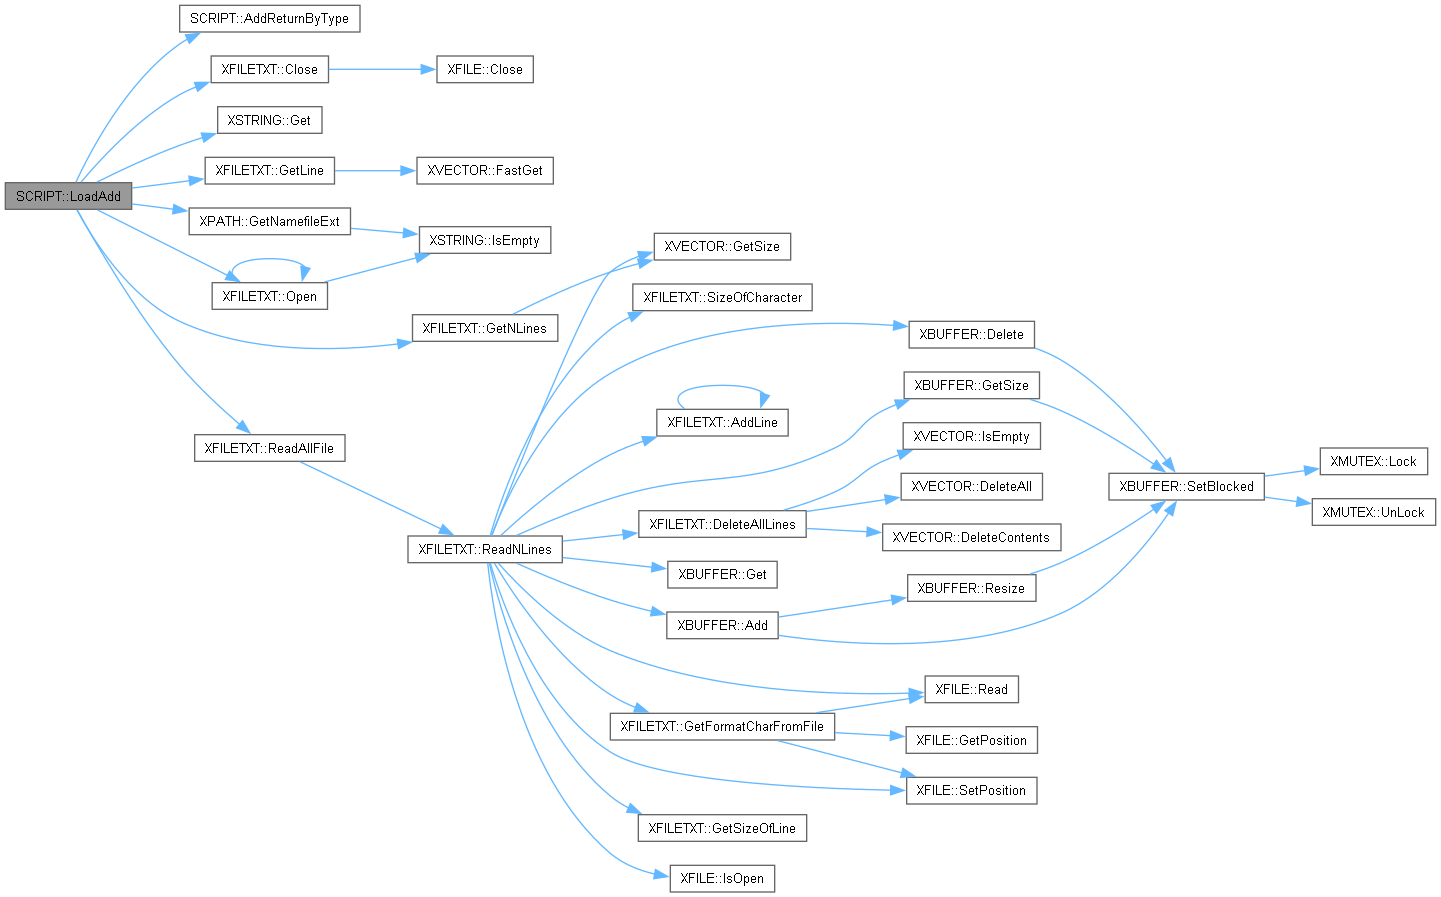 SCRIPT::AddReturnByType
XFILETXT::Close
XFILE::Close
XSTRING::Get
XFILETXT::GetLine
XVECTOR::FastGet
SCRIPT::LoadAdd
XPATH::GetNamefileExt
XSTRING::IsEmpty
XVECTOR::GetSize
XFILETXT::Open
XFILETXT::SizeOfCharacter
XFILETXT::GetNLines
XBUFFER::Delete
XBUFFER::GetSize
XFILETXT::AddLine
XVECTOR::IsEmpty
XFILETXT::ReadAllFile
XMUTEX::Lock
XVECTOR::DeleteAll
XBUFFER::SetBlocked
XMUTEX::UnLock
XFILETXT::DeleteAllLines
XVECTOR::DeleteContents
XFILETXT::ReadNLines
XBUFFER::Get
XBUFFER::Resize
XBUFFER::Add
XFILE::Read
XFILETXT::GetFormatCharFromFile
XFILE::GetPosition
XFILE::SetPosition
XFILETXT::GetSizeOfLine
XFILE::IsOpen